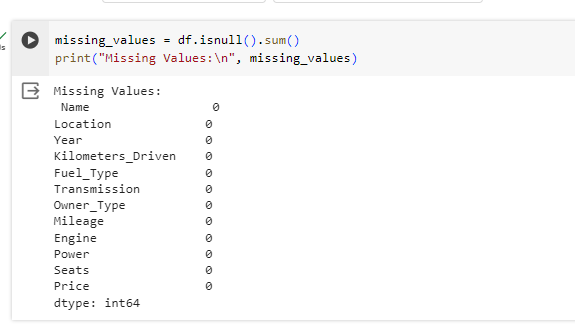 missing_values = df.isnull().sum()
print("Missing Values:\n", missing_values)
Missing Values:
 Name                 0
Location             0
Year                 0
Kilometers_Driven    0
Fuel_Type            0
Transmission         0
Owner_Type           0
Mileage              0
Engine               0
Power                0
Seats                0
Price                0
dtype: int64